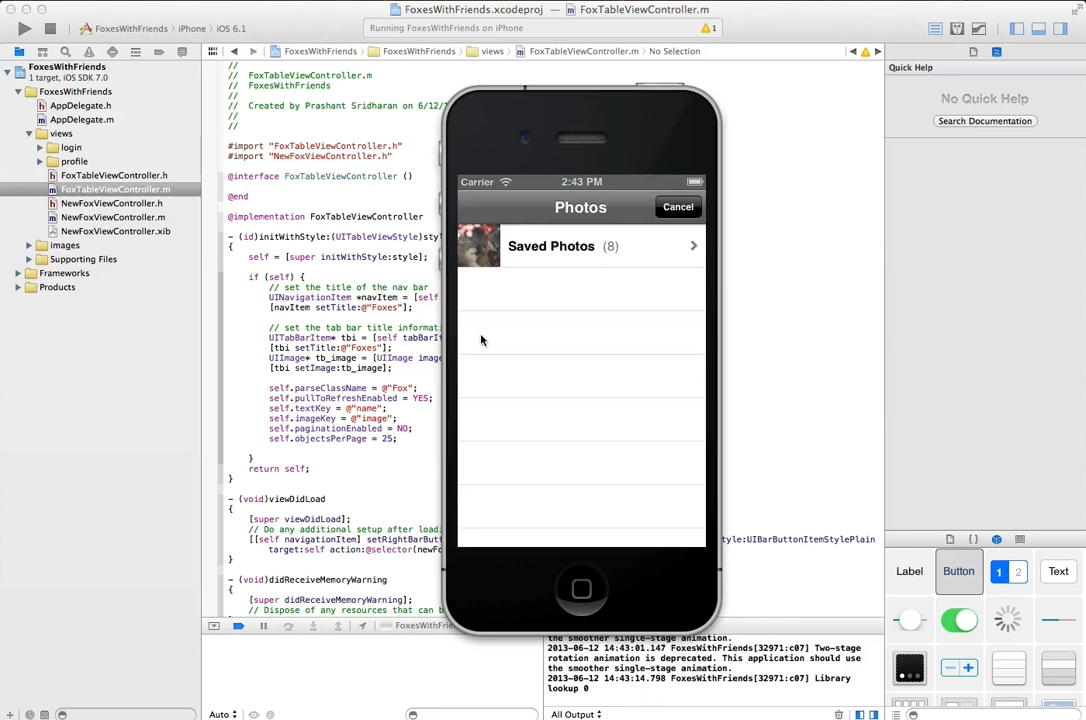 FoxesWithFriends.xcodeproj › FoxTableViewController.m
FoxesWithFriends › iPhone › iOS 6.1
Running FoxesWithFriends on iPhone
1
FoxesWithFriends › FoxesWithFriends › views › FoxTableViewController.m › No Selection
FoxesWithFriends
1 target, iOS SDK 7.0
FoxesWithFriends
AppDelegate.h
AppDelegate.m
views
login
profile
FoxTableViewController.h
FoxTableViewController.m
NewFoxViewController.h
NewFoxViewController.m
NewFoxViewController.xib
images
Supporting Files
Frameworks
Products
//
// FoxTableViewController.m
// FoxesWithFriends
//
// Created by Prashant Sridharan on 6/12/
//
//
#import "FoxTableViewController.h"
#import "NewFoxViewController.h"
@interface FoxTableViewController ()
@end
@implementation FoxTableViewController
- (id)initWithStyle:(UITableViewStyle)style
{
self = [super initWithStyle:style];
if (self) {
// set the title of the nav bar
UINavigationItem *navItem = [self
[navItem setTitle:@"Foxes"];
// set the tab bar title informati
UITabBarItem* tbi = [self tabBarIt
[tbi setTitle:@"Foxes"];
UIImage* tb_image = [UIImage image
[tbi setImage:tb_image];
self.parseClassName = @"Fox";
self.pullToRefreshEnabled = YES;
self.textKey = @"name";
self.imageKey = @"image";
self.paginationEnabled = NO;
self.objectsPerPage = 25;
}
return self;
}
- (void)viewDidLoad
{
[super viewDidLoad];
// Do any additional setup after loadi
[[self navigationItem] setRightBarButt
tyle:UIBarButtonItemStylePlain
target:self action:@selector(newFo
}
- (void)didReceiveMemoryWarning
{
[super didReceiveMemoryWarning];
// Dispose of any resources that can b
Carrier 2:43 PM
Photos
Cancel
Saved Photos (8)
FoxesWithFrie
the smoother single-stage animation.
2013-06-12 14:43:01.147 FoxesWithFriends[32971:c07] Two-stage
rotation animation is deprecated. This application should use
the smoother single-stage animation.
2013-06-12 14:43:14.798 FoxesWithFriends[32971:c07] Library
lookup 0
Auto
All Output
Quick Help
No Quick Help
Search Documentation
Label
Button
1 2
Text